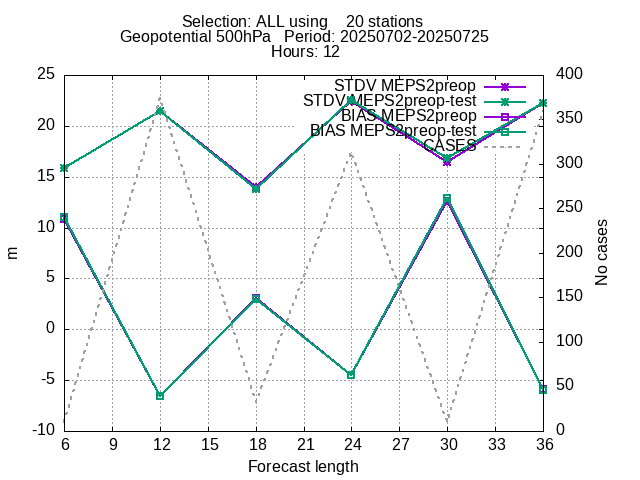 Selection: ALL using    20 stations
Geopotential 500hPa   Period: 20250702-20250725
Hours: 12
STDV MEPS2preop
STDV MEPS2preop-test
BIAS MEPS2preop
BIAS MEPS2preop-test
CASES
25
20
15
10
5
0
-5
-10
m
400
350
300
250
200
150
100
50
0
No cases
6 9 12 15 18 21 24 27 30 33 36
Forecast length